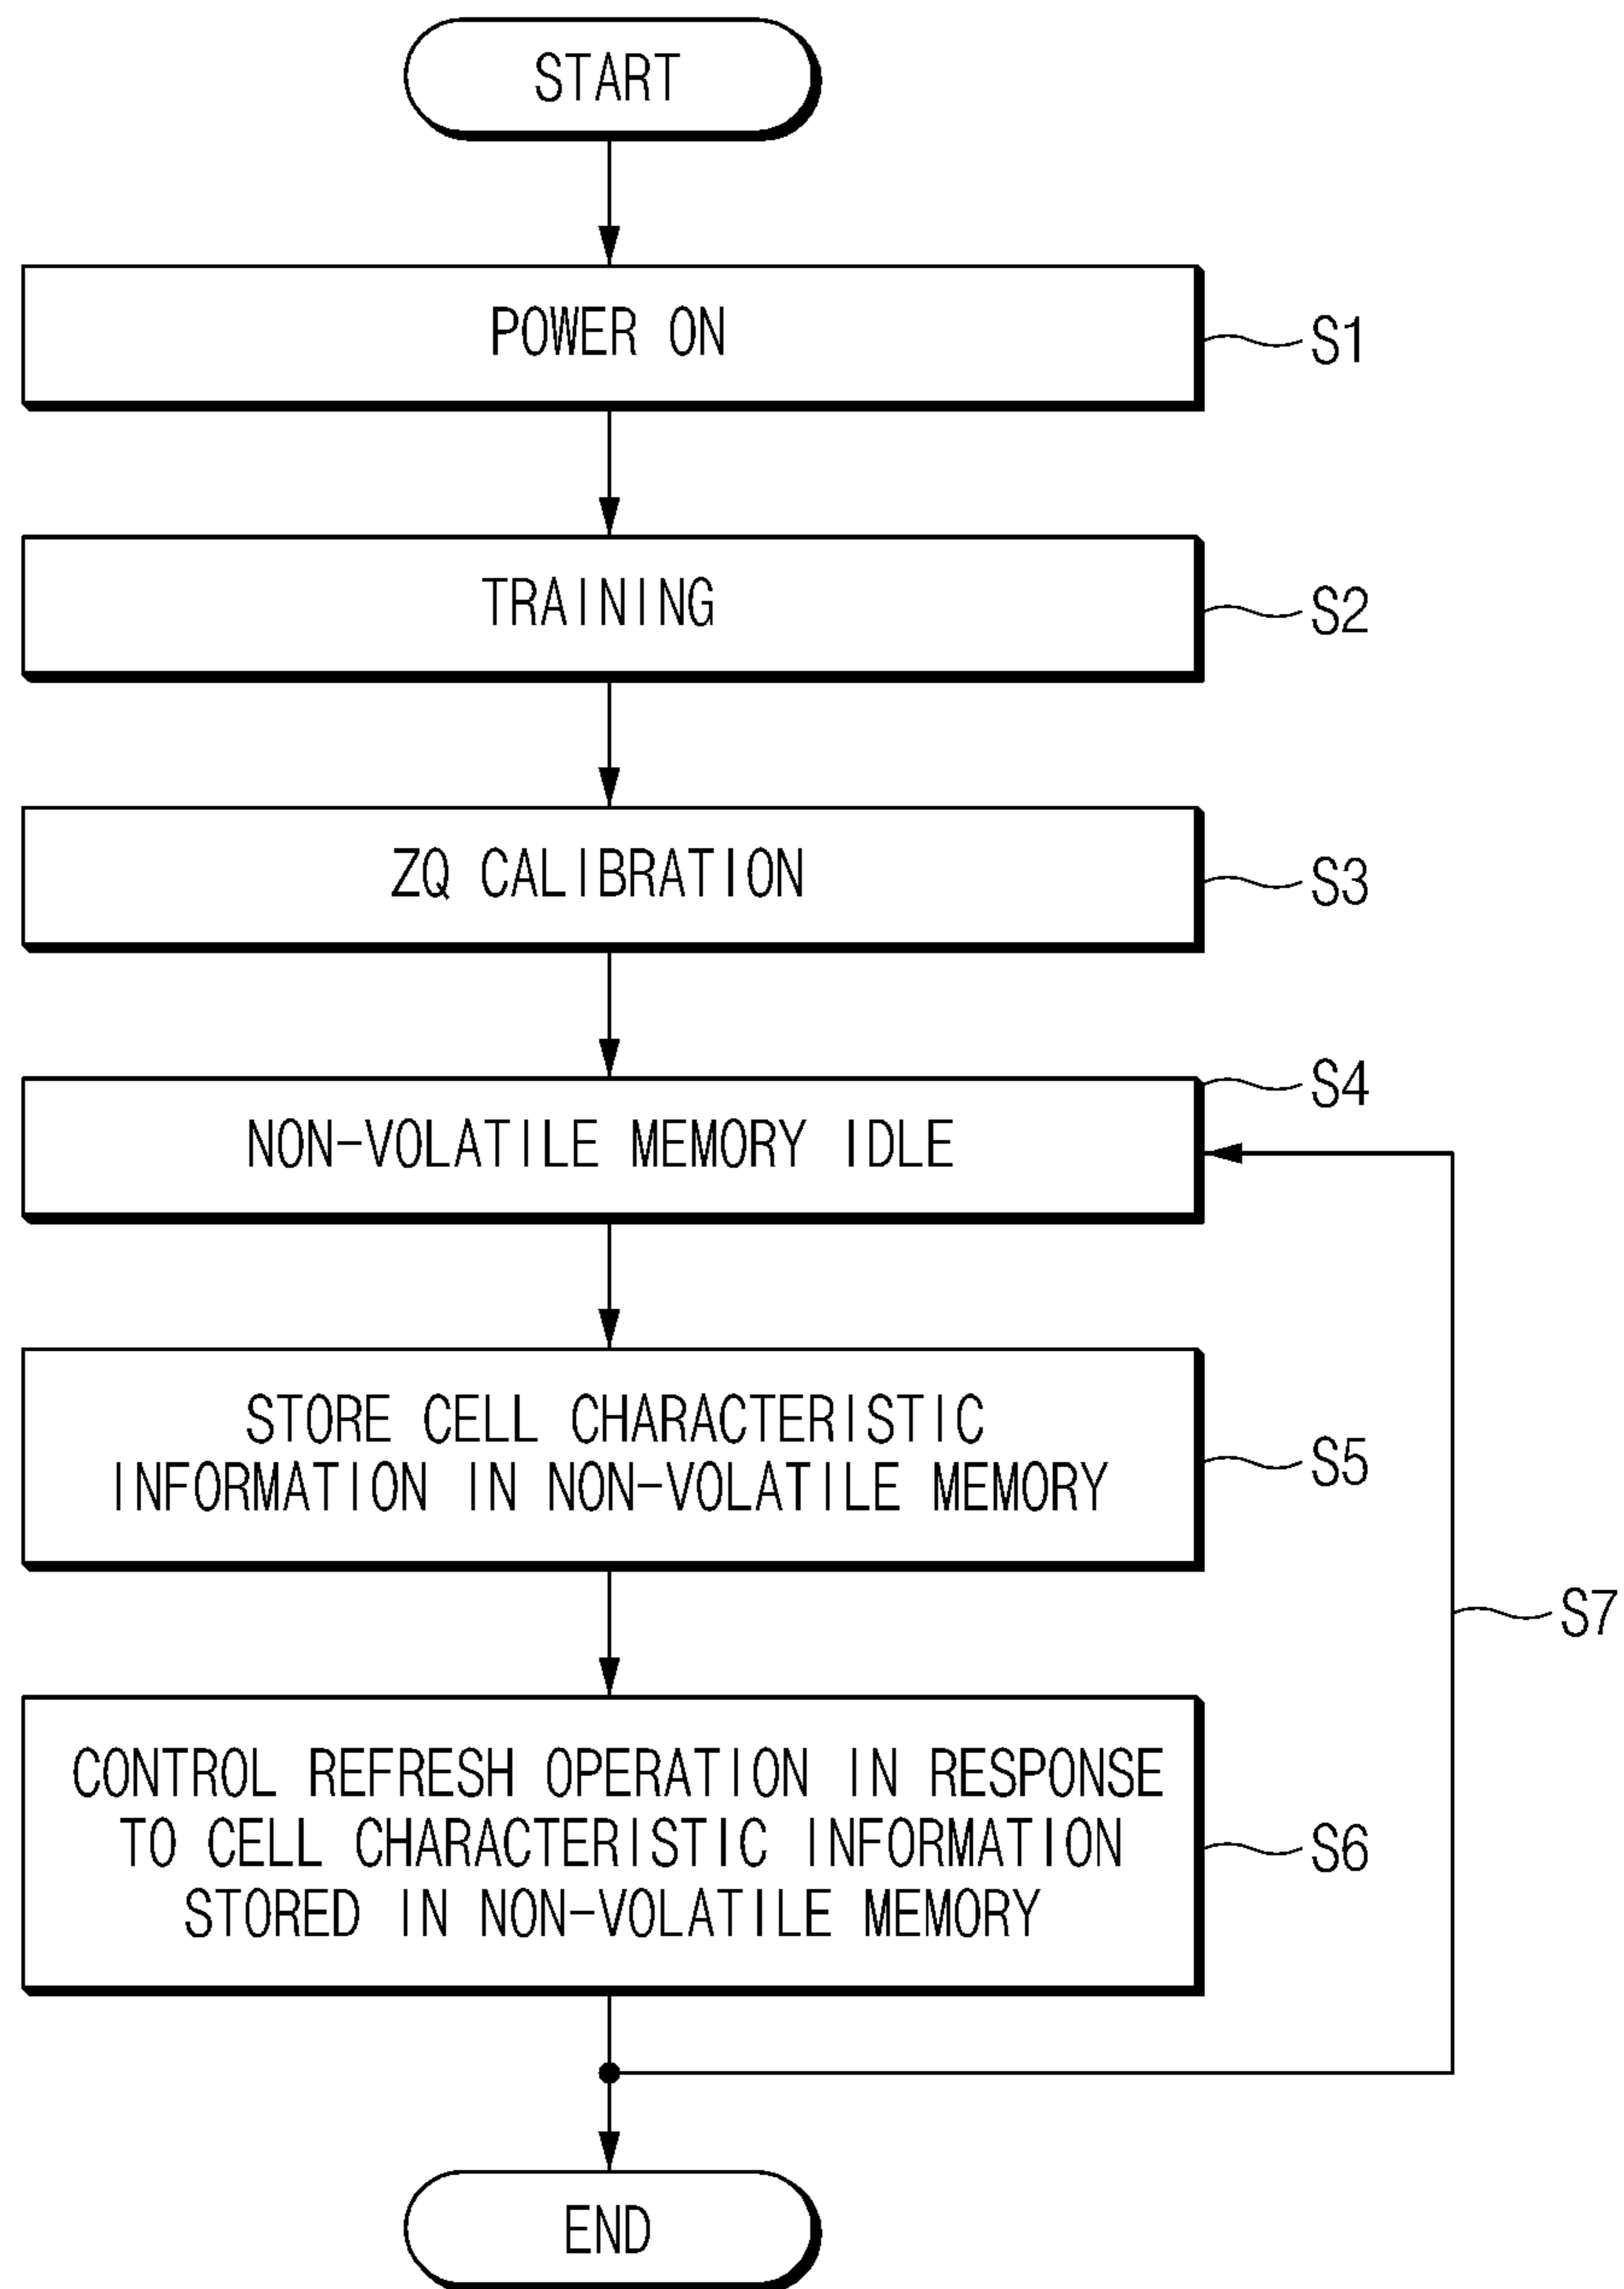 START
POWER ON
S1
TRAINING
S2
ZQ CALIBRATION
S3
NON-VOLATILE MEMORY IDLE
S4
STORE CELL CHARACTERISTIC
INFORMATION IN NON-VOLATILE MEMORY
S5
S7
CONTROL REFRESH OPERATION IN RESPONSE
TO CELL CHARACTERISTIC INFORMATION
STORED IN NON-VOLATILE MEMORY
S6
END